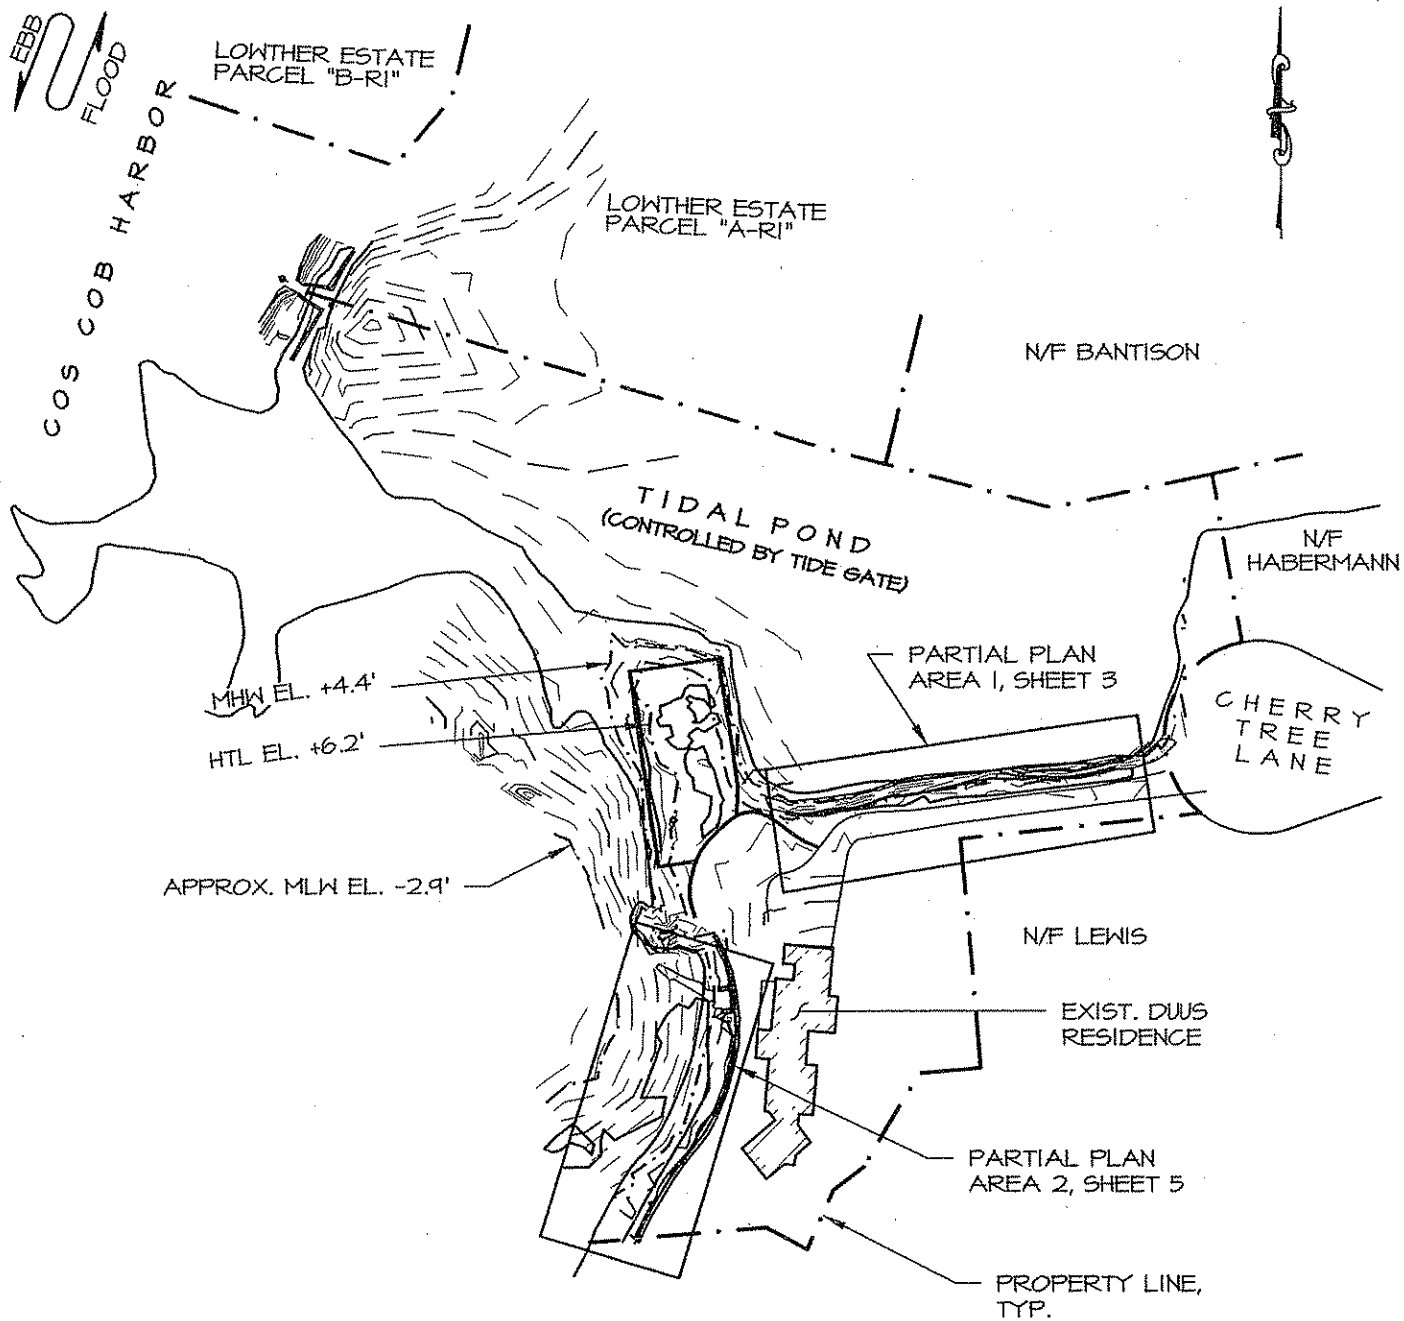 EBB
FLOOD
LOWTHER ESTATE
PARCEL "B-R1"
COS COB HARBOR
LOWTHER ESTATE
PARCEL "A-R1"
N/F BANTISON
TIDAL POND
(CONTROLLED BY TIDE GATE)
N/F
HABERMANN
MHW EL. +4.4'
PARTIAL PLAN
AREA 1, SHEET 3
CHERRY
TREE
LANE
HTL EL. +6.2'
APPROX. MLW EL. -2.9'
N/F LEWIS
EXIST. DUUS
RESIDENCE
PARTIAL PLAN
AREA 2, SHEET 5
PROPERTY LINE,
TYP.